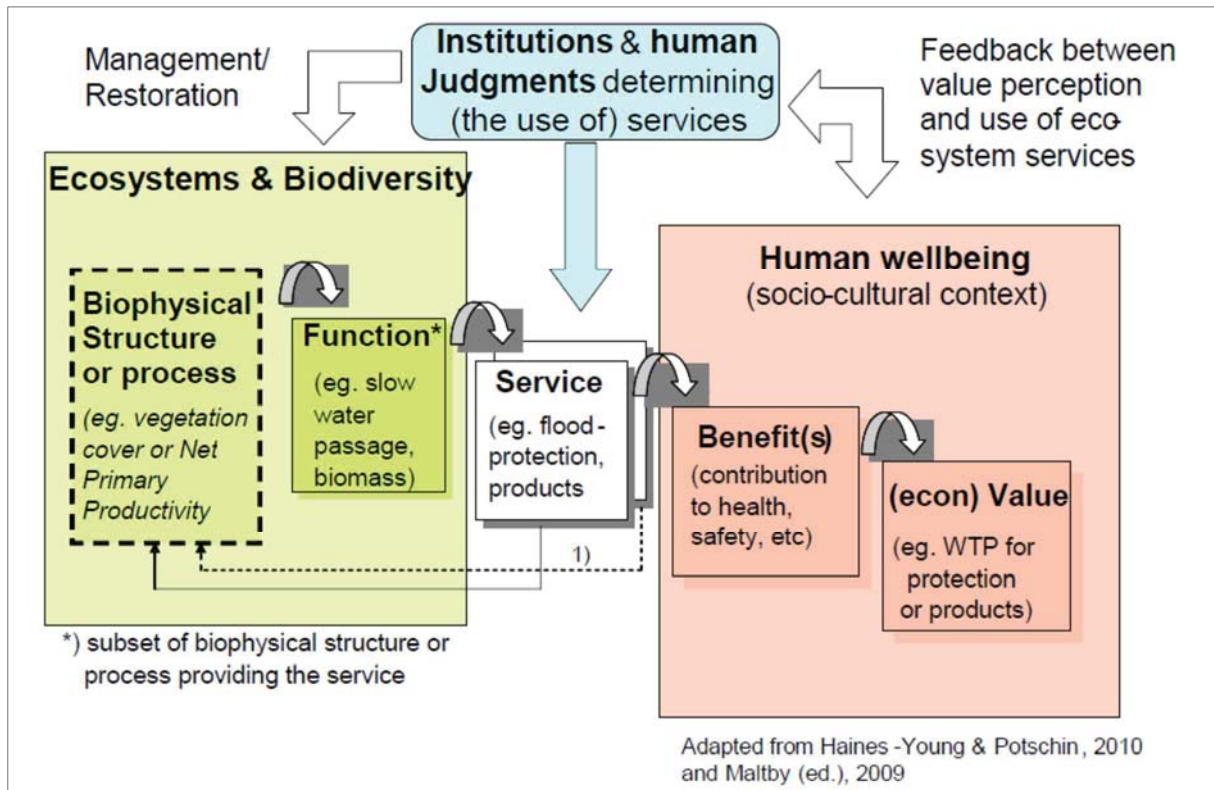 Management/
Restoration
Institutions & human
Judgments determining
(the use of) services
Feedback between
value perception
and use of eco-
system services
Ecosystems & Biodiversity
Biophysical
Structure
or process
(eg. vegetation
cover or Net
Primary
Productivity
Function*
(eg. slow
water
passage,
biomass)
Service
(eg. flood-
protection,
products
1)
Human wellbeing
(socio-cultural context)
Benefit(s)
(contribution
to health,
safety, etc)
(econ) Value
(eg. WTP for
protection
or products)
*) subset of biophysical structure or
process providing the service
Adapted from Haines -Young & Potschin, 2010
and Maltby (ed.), 2009